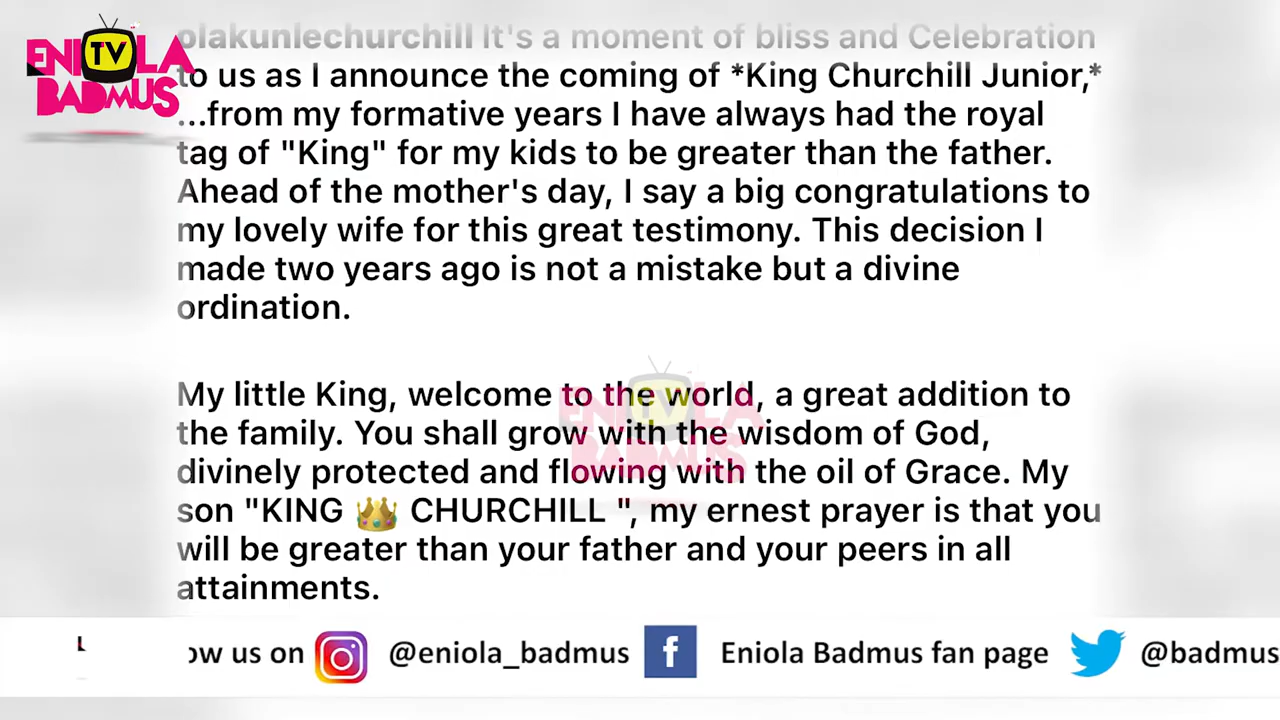 ENIOLA
TV
BADMUS
olakunlechurchill It's a moment of bliss and Celebration
to us as I announce the coming of *King Churchill Junior,*
...from my formative years I have always had the royal
tag of "King" for my kids to be greater than the father.
Ahead of the mother's day, I say a big congratulations to
my lovely wife for this great testimony. This decision I
made two years ago is not a mistake but a divine
ordination.
My little King, welcome to the world, a great addition to
the family. You shall grow with the wisdom of God,
divinely protected and flowing with the oil of Grace. My
son "KING 👑 CHURCHILL ", my ernest prayer is that you
will be greater than your father and your peers in all
attainments.
ENIOLA
TV
BADMUS
ow us on @eniola_badmus Eniola Badmus fan page @badmus